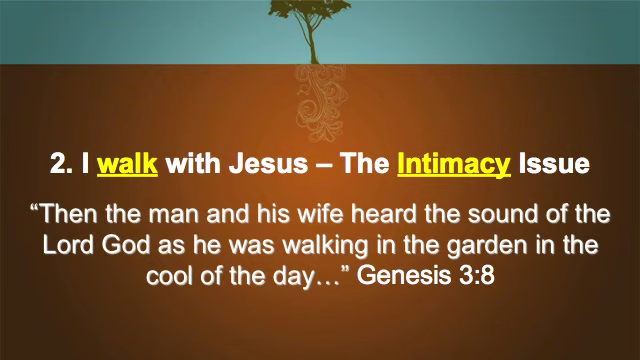 2. I walk with Jesus – The Intimacy Issue
“Then the man and his wife heard the sound of the
Lord God as he was walking in the garden in the
cool of the day…” Genesis 3:8